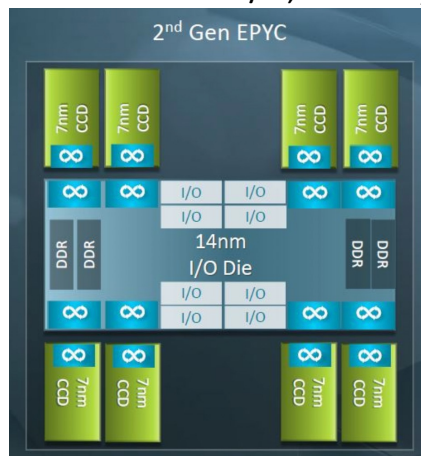 2nd Gen EPYC
7nm CCD
7nm CCD
7nm CCD
7nm CCD
∞ ∞ ∞ ∞
∞ ∞ I/O I/O ∞ ∞
I/O I/O
DDR DDR 14nm DDR DDR
I/O Die
I/O I/O
∞ ∞ I/O I/O ∞ ∞
∞ ∞ ∞ ∞
7nm CCD
7nm CCD
7nm CCD
7nm CCD